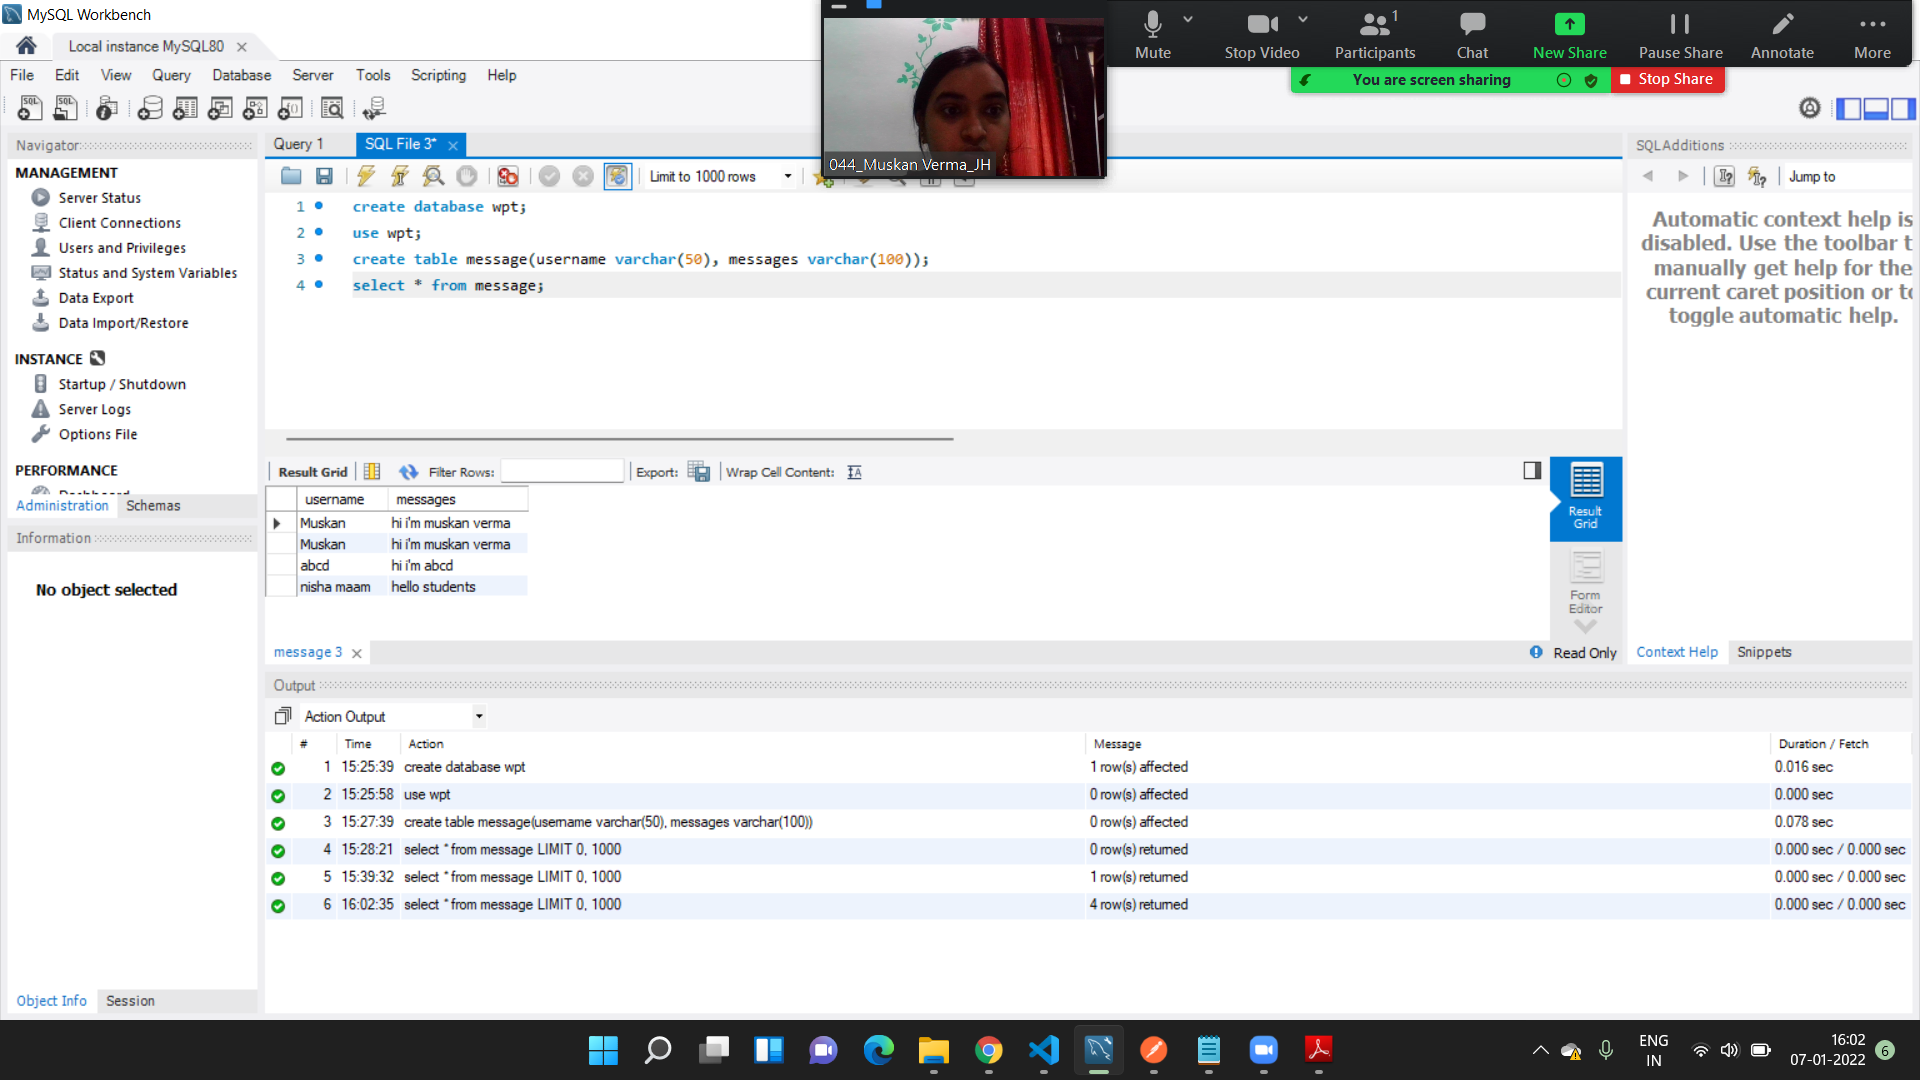 MySQL Workbench
Local instance MySQL80
File Edit View Query Database Server Tools Scripting Help
044_Muskan Verma_JH
Mute Stop Video Participants 1 Chat New Share Pause Share Annotate More
You are screen sharing Stop Share
Navigator
MANAGEMENT
Server Status
Client Connections
Users and Privileges
Status and System Variables
Data Export
Data Import/Restore
INSTANCE
Startup / Shutdown
Server Logs
Options File
PERFORMANCE
Dashboard
Administration Schemas
Information
No object selected
Object Info Session
Query 1 SQL File 3*
Limit to 1000 rows
1 create database wpt;
2 use wpt;
3 create table message(username varchar(50), messages varchar(100));
4 select * from message;
Result Grid Filter Rows: Export: Wrap Cell Content:
username messages
Muskan hi i'm muskan verma
Muskan hi i'm muskan verma
abcd hi i'm abcd
nisha maam hello students
Result
Grid
Form
Editor
message 3
Read Only
SQLAdditions
Jump to
Automatic context help is
disabled. Use the toolbar t
manually get help for the
current caret position or to
toggle automatic help.
Context Help Snippets
Output
Action Output
# Time Action Message Duration / Fetch
1 15:25:39 create database wpt 1 row(s) affected 0.016 sec
2 15:25:58 use wpt 0 row(s) affected 0.000 sec
3 15:27:39 create table message(username varchar(50), messages varchar(100)) 0 row(s) affected 0.078 sec
4 15:28:21 select * from message LIMIT 0, 1000 0 row(s) returned 0.000 sec / 0.000 sec
5 15:39:32 select * from message LIMIT 0, 1000 1 row(s) returned 0.000 sec / 0.000 sec
6 16:02:35 select * from message LIMIT 0, 1000 4 row(s) returned 0.000 sec / 0.000 sec
ENG
IN
16:02
07-01-2022
6